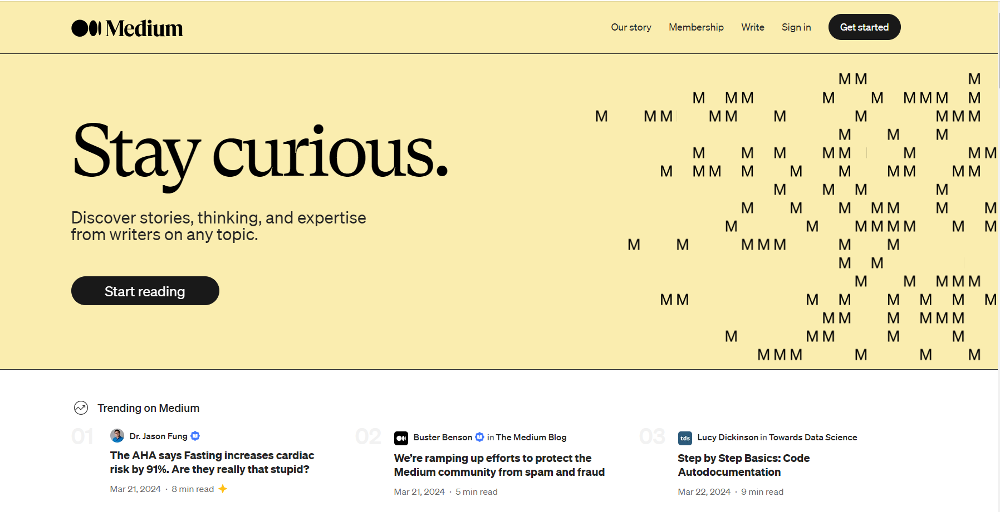 Medium
Our story Membership Write Sign in Get started
M M M
M M M M M M M M M
M M M M M M M M M M
M M M
M M M M M M M M
M M M M M M M M M M
M M M M
M M M M M M M
M M M M M M M M
M M M M M M M
M M
M M M M M
M M M M M M M M
M M M M M M
M M M M M
M M M M M M
Stay curious.
Discover stories, thinking, and expertise
from writers on any topic.
Start reading
Trending on Medium
01
Dr. Jason Fung
The AHA says Fasting increases cardiac
risk by 91%. Are they really that stupid?
Mar 21, 2024 · 8 min read
02
Buster Benson in The Medium Blog
We’re ramping up efforts to protect the
Medium community from spam and fraud
Mar 21, 2024 · 5 min read
03
tds Lucy Dickinson in Towards Data Science
Step by Step Basics: Code
Autodocumentation
Mar 22, 2024 · 9 min read